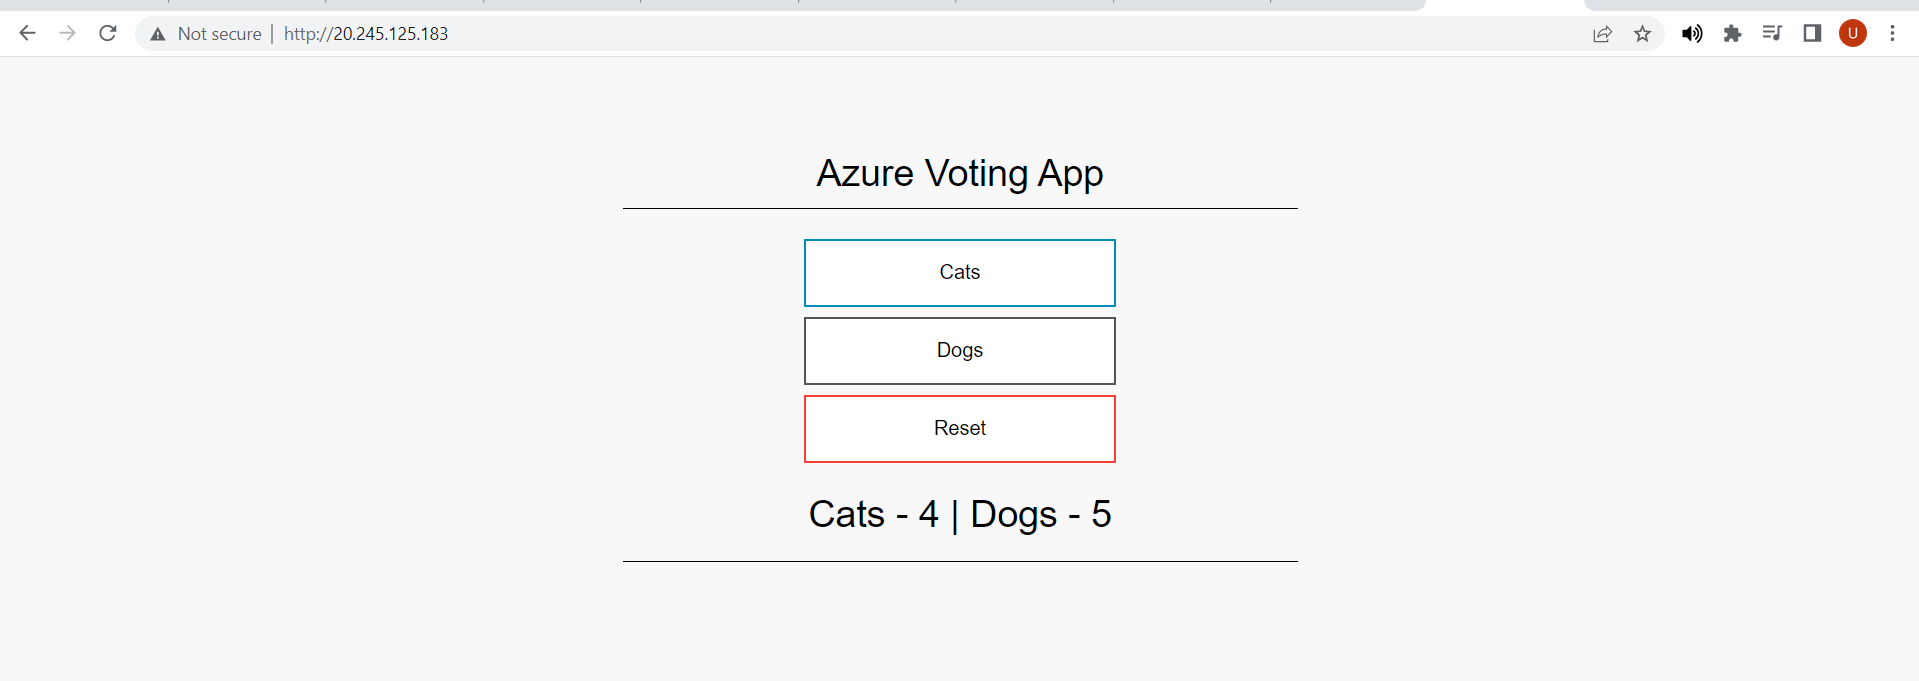 Not secure | http://20.245.125.183
U
Azure Voting App
Cats
Dogs
Reset
Cats - 4 | Dogs - 5